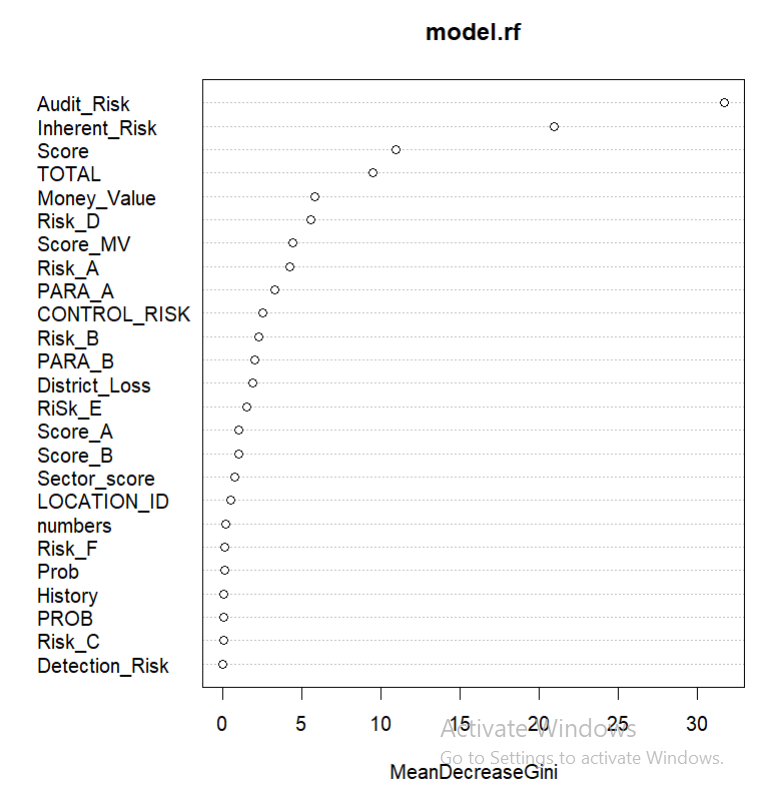 model.rf
Audit_Risk
Inherent_Risk
Score
TOTAL
Money_Value
Risk_D
Score_MV
Risk_A
PARA_A
CONTROL_RISK
Risk_B
PARA_B
District_Loss
RiSk_E
Score_A
Score_B
Sector_score
LOCATION_ID
numbers
Risk_F
Prob
History
PROB
Risk_C
Detection_Risk
0 5 10 15 20 25 30
Activate Windows
Go to Settings to activate Windows.
MeanDecreaseGini